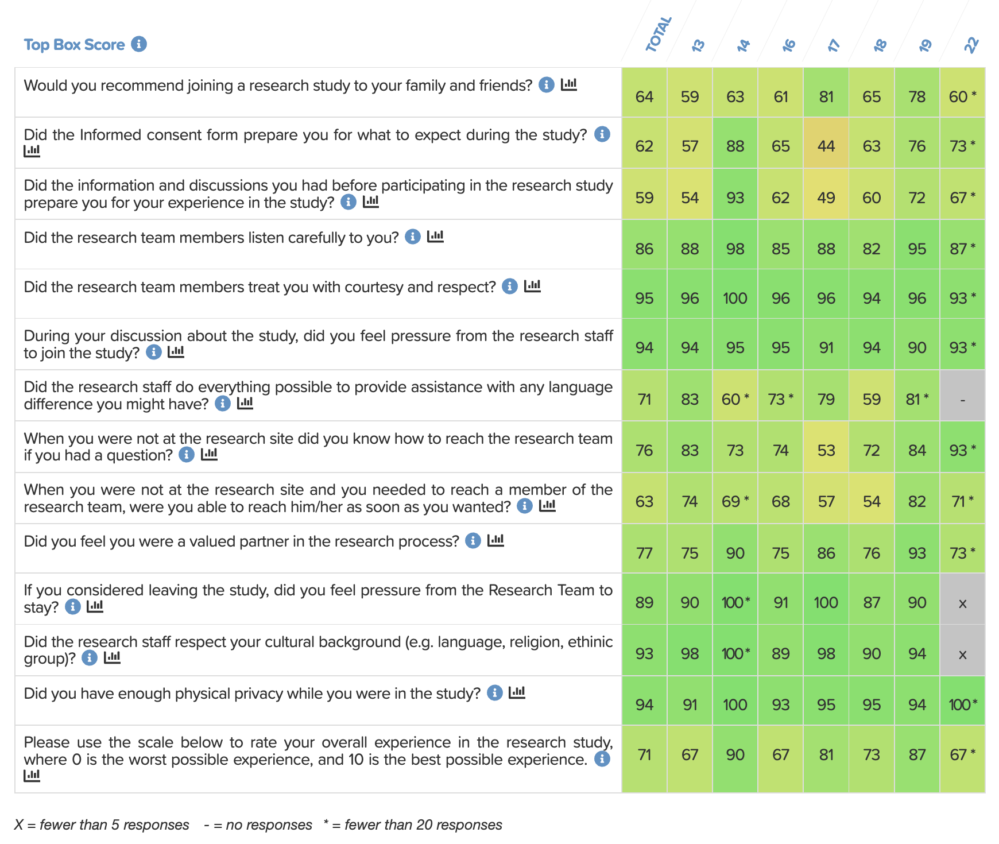 Top Box Score
TOTAL 13 14 16 17 18 19 22
Would you recommend joining a research study to your family and friends?
64 59 63 61 81 65 78 60 *
Did the Informed consent form prepare you for what to expect during the study?
62 57 88 65 44 63 76 73 *
Did the information and discussions you had before participating in the research study
prepare you for your experience in the study?
59 54 93 62 49 60 72 67 *
Did the research team members listen carefully to you?
86 88 98 85 88 82 95 87 *
Did the research team members treat you with courtesy and respect?
95 96 100 96 96 94 96 93 *
During your discussion about the study, did you feel pressure from the research staff
to join the study?
94 94 95 95 91 94 90 93 *
Did the research staff do everything possible to provide assistance with any language
difference you might have?
71 83 60 * 73 * 79 59 81 * -
When you were not at the research site did you know how to reach the research team
if you had a question?
76 83 73 74 53 72 84 93 *
When you were not at the research site and you needed to reach a member of the
research team, were you able to reach him/her as soon as you wanted?
63 74 69 * 68 57 54 82 71 *
Did you feel you were a valued partner in the research process?
77 75 90 75 86 76 93 73 *
If you considered leaving the study, did you feel pressure from the Research Team to
stay?
89 90 100 * 91 100 87 90 x
Did the research staff respect your cultural background (e.g. language, religion, ethinic
group)?
93 98 100 * 89 98 90 94 x
Did you have enough physical privacy while you were in the study?
94 91 100 93 95 95 94 100 *
Please use the scale below to rate your overall experience in the research study,
where 0 is the worst possible experience, and 10 is the best possible experience.
71 67 90 67 81 73 87 67 *
X = fewer than 5 responses - = no responses * = fewer than 20 responses